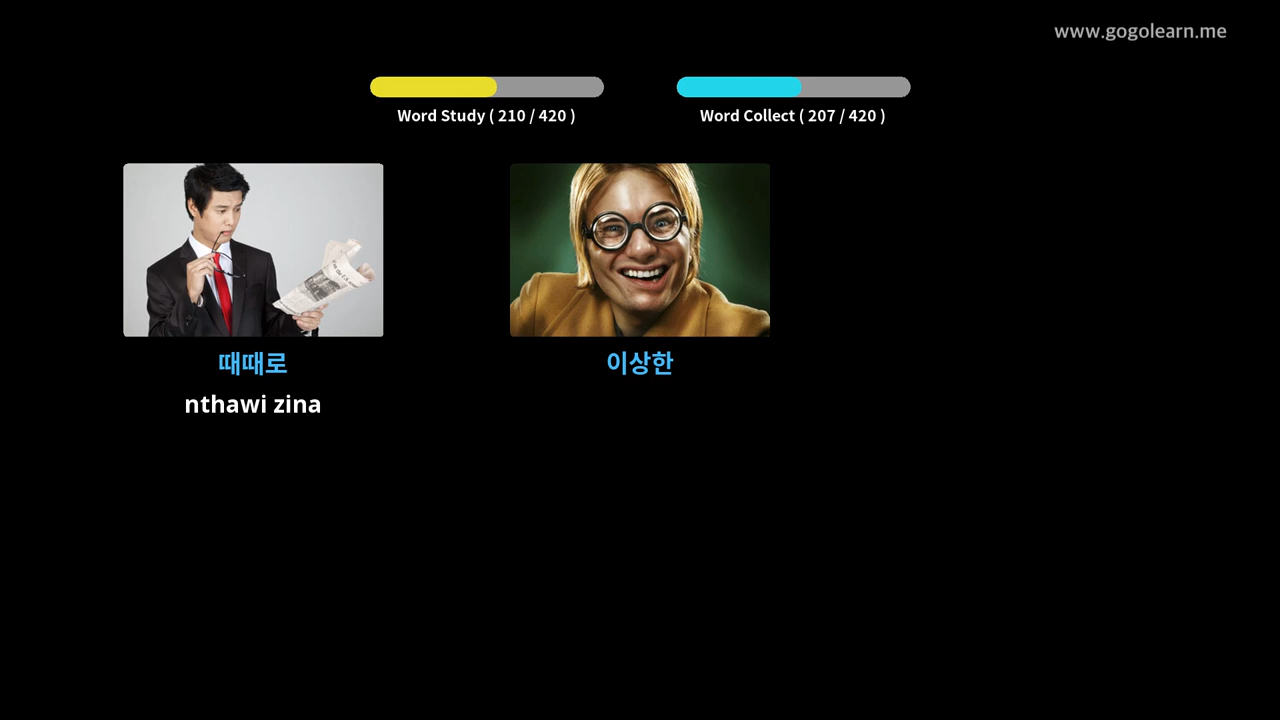 www.gogolearn.me
Word Study ( 210 / 420 )
Word Collect ( 207 / 420 )
때때로
이상한
nthawi zina